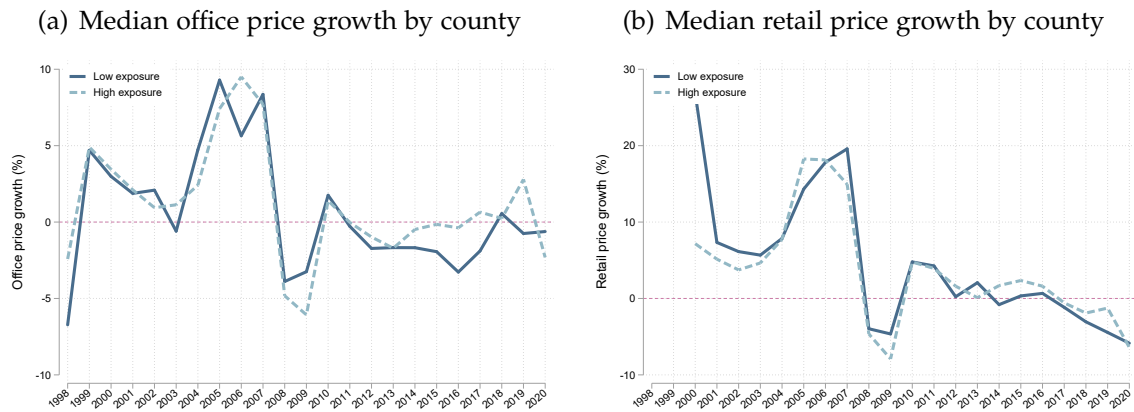 (a) Median office price growth by county
Low exposure
High exposure
Office price growth (%)
10
5
0
-5
-10
1998 1999 2000 2001 2002 2003 2004 2005 2006 2007 2008 2009 2010 2011 2012 2013 2014 2015 2016 2017 2018 2019 2020
(b) Median retail price growth by county
Low exposure
High exposure
Retail price growth (%)
30
20
10
0
-10
1998 1999 2000 2001 2002 2003 2004 2005 2006 2007 2008 2009 2010 2011 2012 2013 2014 2015 2016 2017 2018 2019 2020